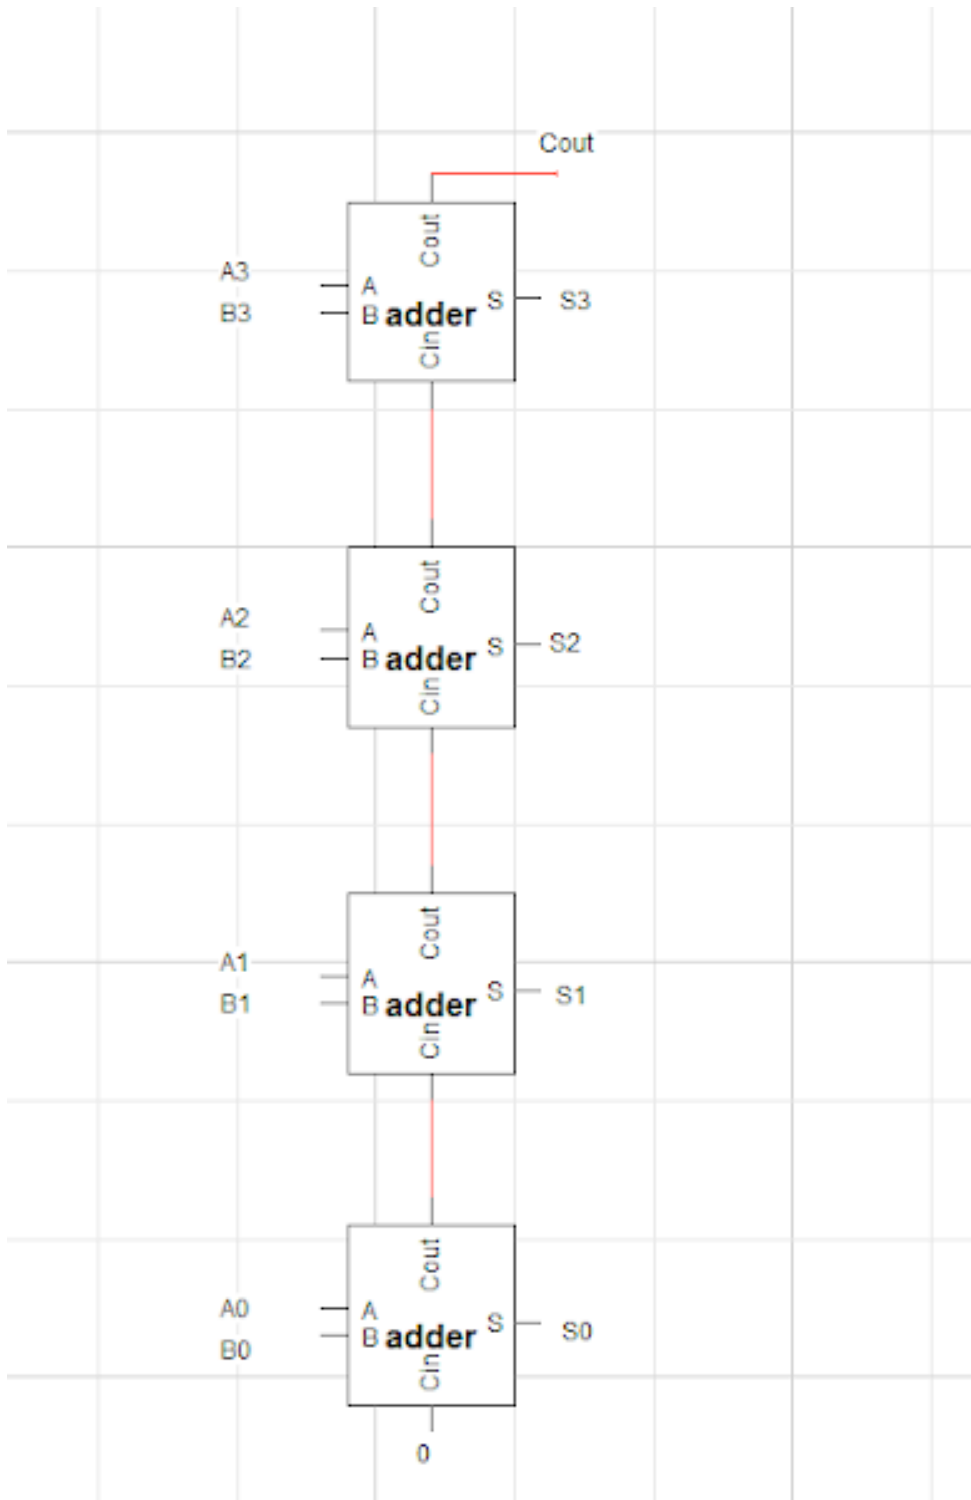 Cout
Cout
A3
A
B3
B adder
S
S3
Cin
Cout
A2
A
B2
B adder
S
S2
Cin
Cout
A1
A
B1
B adder
S
S1
Cin
Cout
A0
A
B0
B adder
S
S0
Cin
0